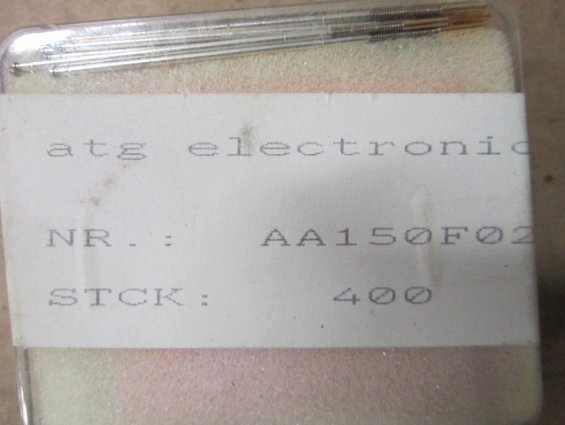 atg electronic
NR.: AA150F02
STCK: 400